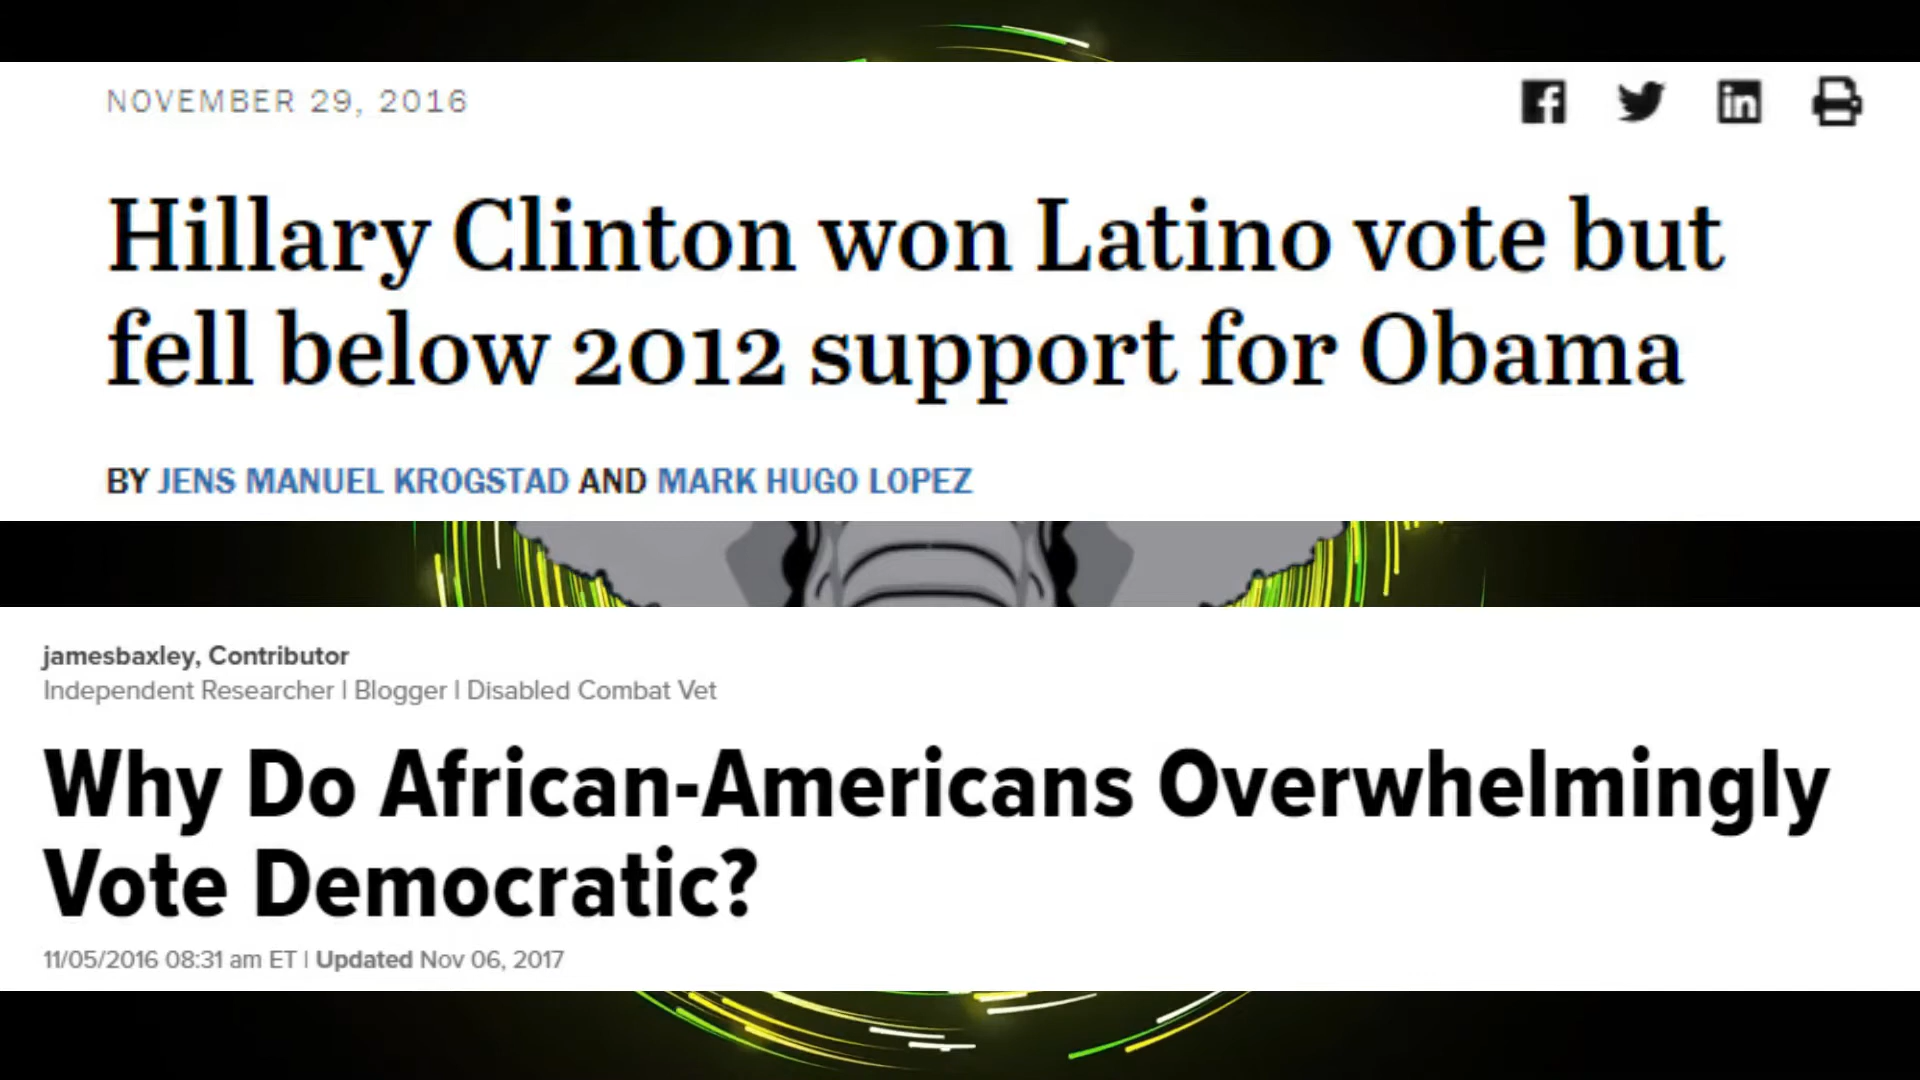 NOVEMBER 29, 2016
Hillary Clinton won Latino vote but
fell below 2012 support for Obama
BY JENS MANUEL KROGSTAD AND MARK HUGO LOPEZ
jamesbaxley, Contributor
Independent Researcher | Blogger | Disabled Combat Vet
Why Do African-Americans Overwhelmingly
Vote Democratic?
11/05/2016 08:31 am ET | Updated Nov 06, 2017